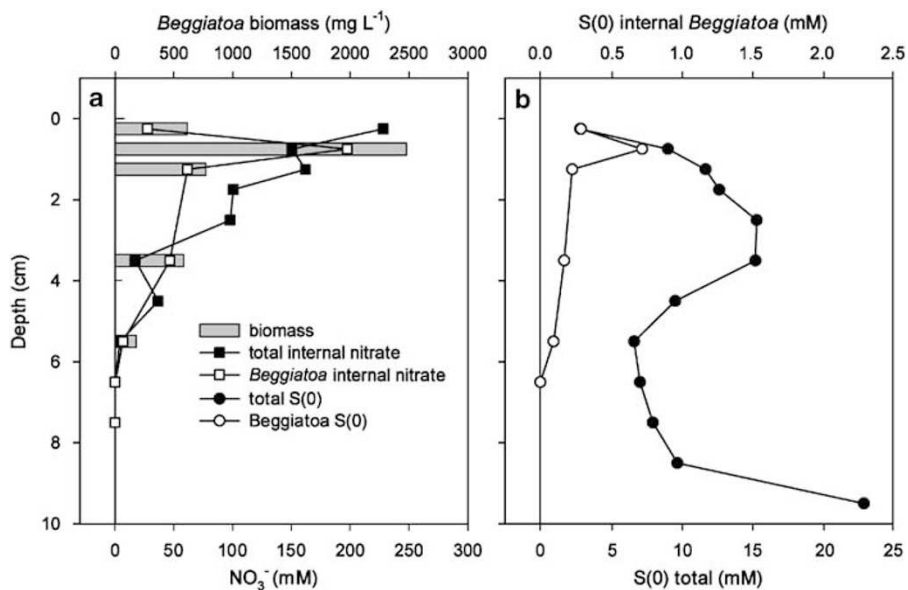 Beggiatoa biomass (mg L⁻¹)
0 500 1000 1500 2000 2500 3000
S(0) internal Beggiatoa (mM)
0.0 0.5 1.0 1.5 2.0 2.5
a
b
Depth (cm)
0
2
4
6
8
10
biomass
total internal nitrate
Beggiatoa internal nitrate
total S(0)
Beggiatoa S(0)
0 50 100 150 200 250 300
NO₃⁻ (mM)
0 5 10 15 20 25
S(0) total (mM)